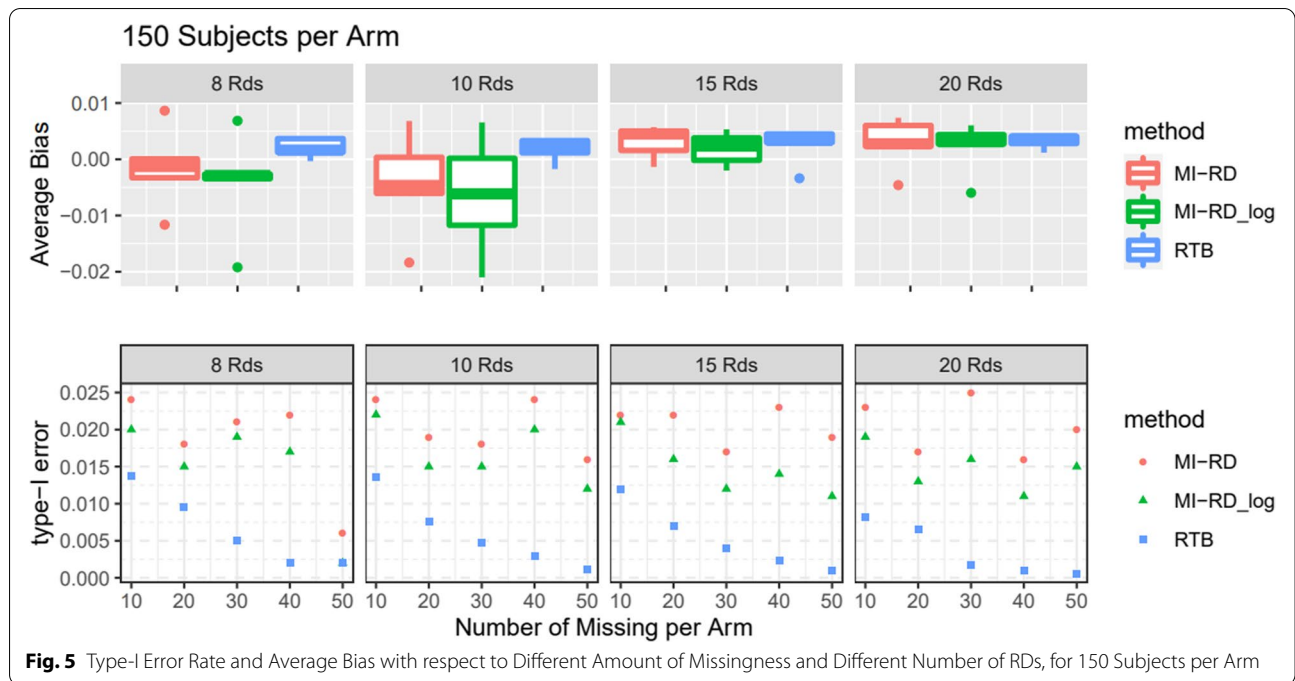 150 Subjects per Arm
8 Rds
10 Rds
15 Rds
20 Rds
0.01
0.00
−0.01
−0.02
Average Bias
method
MI−RD
MI−RD_log
RTB
8 Rds
10 Rds
15 Rds
20 Rds
0.025
0.020
0.015
0.010
0.005
0.000
type−I error
10 20 30 40 50
10 20 30 40 50
10 20 30 40 50
10 20 30 40 50
Number of Missing per Arm
method
MI−RD
MI−RD_log
RTB
Fig. 5 Type-I Error Rate and Average Bias with respect to Different Amount of Missingness and Different Number of RDs, for 150 Subjects per Arm